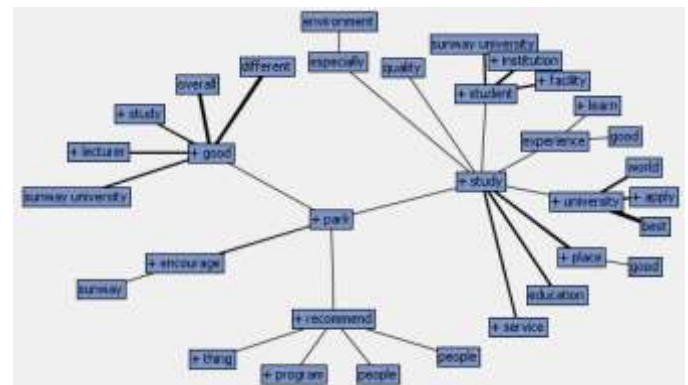 environment
sunway university
+ institution
different
especially
quality
overall
+ facility
+ student
+ learn
+ study
experience
good
+ lecturer
+ good
world
+ study
+ apply
sunway university
+ university
+ park
best
+ encourage
+ place
good
sunway
education
+ recommend
+ service
+ thing
people
+ program
people